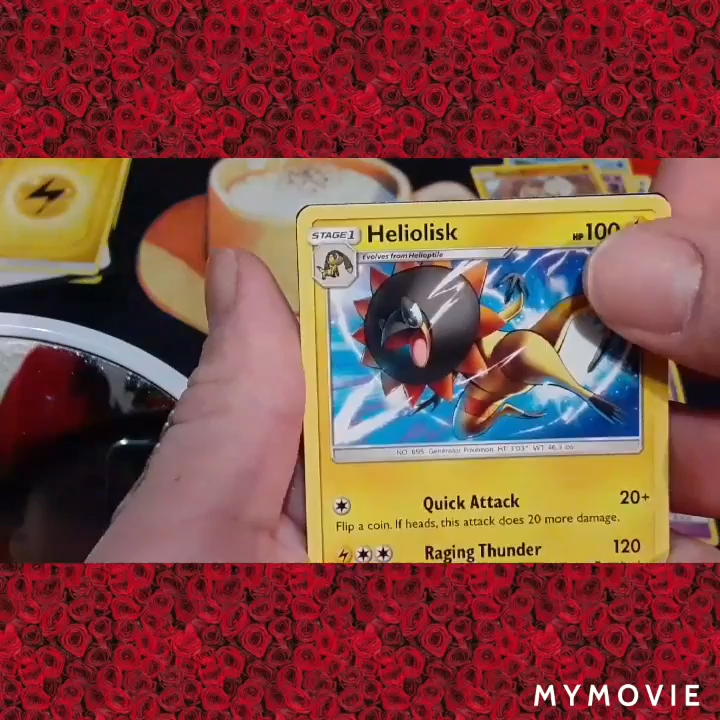 STAGE 1 Heliolisk HP 100
Evolves from Helioptile
NO. 695 Generator Pokémon HT: 3'03" WT: 46.3 lbs
Quick Attack 20+
Flip a coin. If heads, this attack does 20 more damage.
Raging Thunder 120
MYMOVIE